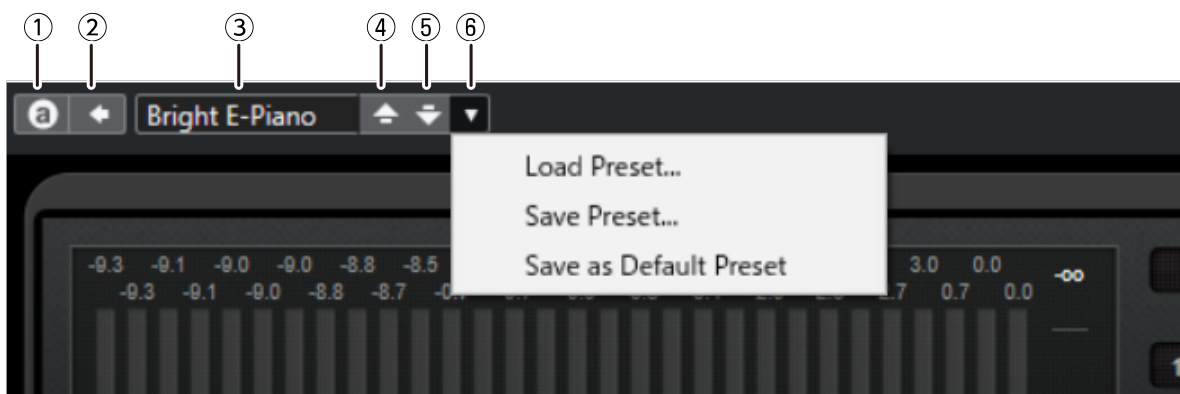 ① ② ③ ④ ⑤ ⑥
a Bright E-Piano
Load Preset...
Save Preset...
Save as Default Preset
-9.3 -9.1 -9.0 -9.0 -8.8 -8.5 3.0 0.0 -∞
-9.3 -9.1 -9.0 -8.8 -8.7 0.7 0.0